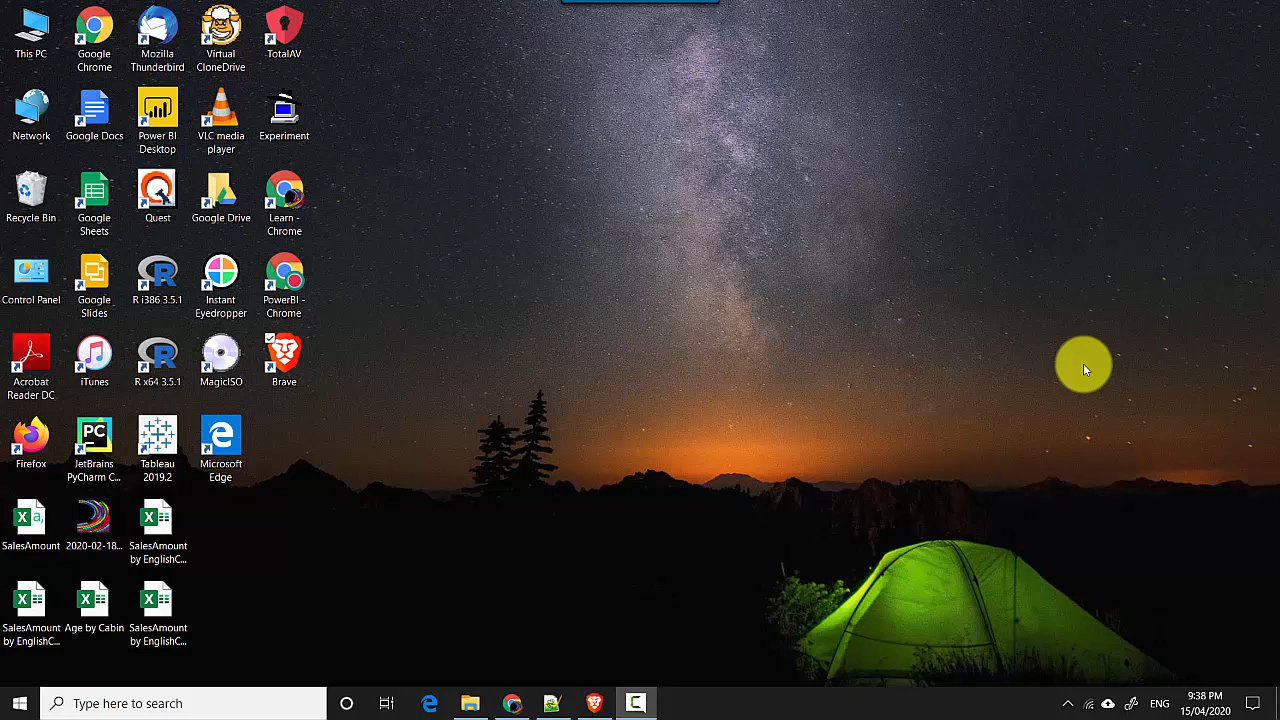 This PC
Google
Chrome
Mozilla
Thunderbird
Virtual
CloneDrive
TotalAV
Network
Google Docs
Power BI
Desktop
VLC media
player
Experiment
Recycle Bin
Google
Sheets
Quest
Google Drive
Learn -
Chrome
Control Panel
Google
Slides
R i386 3.5.1
Instant
Eyedropper
PowerBI -
Chrome
Acrobat
Reader DC
iTunes
R x64 3.5.1
MagicISO
Brave
Firefox
PC
JetBrains
PyCharm C...
Tableau
2019.2
Microsoft
Edge
SalesAmount
2020-02-18...
SalesAmount
by EnglishC...
SalesAmount
by EnglishC...
Age by Cabin
SalesAmount
by EnglishC...
Type here to search
ENG
9:38 PM
15/04/2020